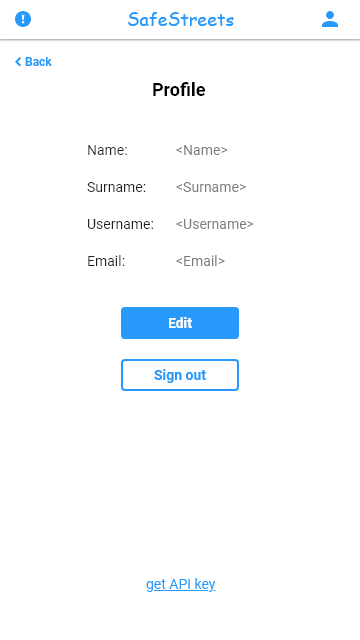 SafeStreets
Back
Profile
Name: <Name>
Surname: <Surname>
Username: <Username>
Email: <Email>
Edit
Sign out
get API key